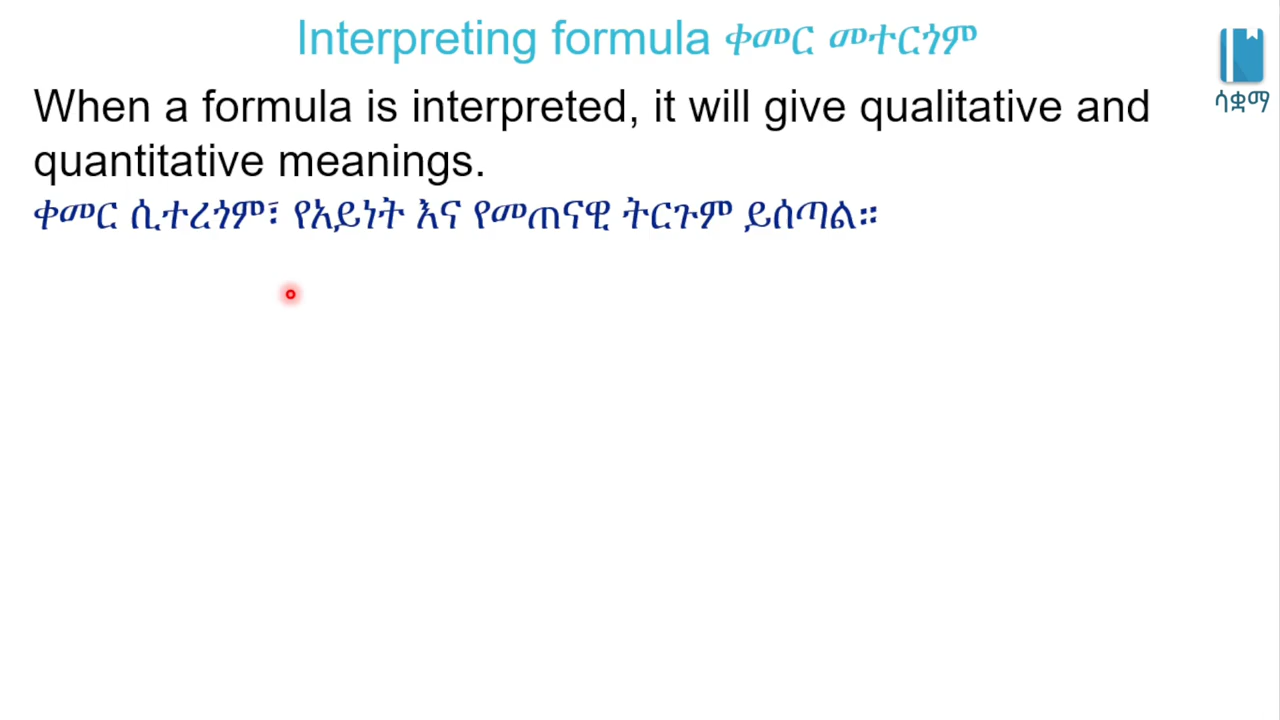 Interpreting formula ቀመር መተርጎም
ሳቋማ
When a formula is interpreted, it will give qualitative and
quantitative meanings.
ቀመር ሲተረጎም፣ የአይነት እና የመጠናዊ ትርጉም ይሰጣል።